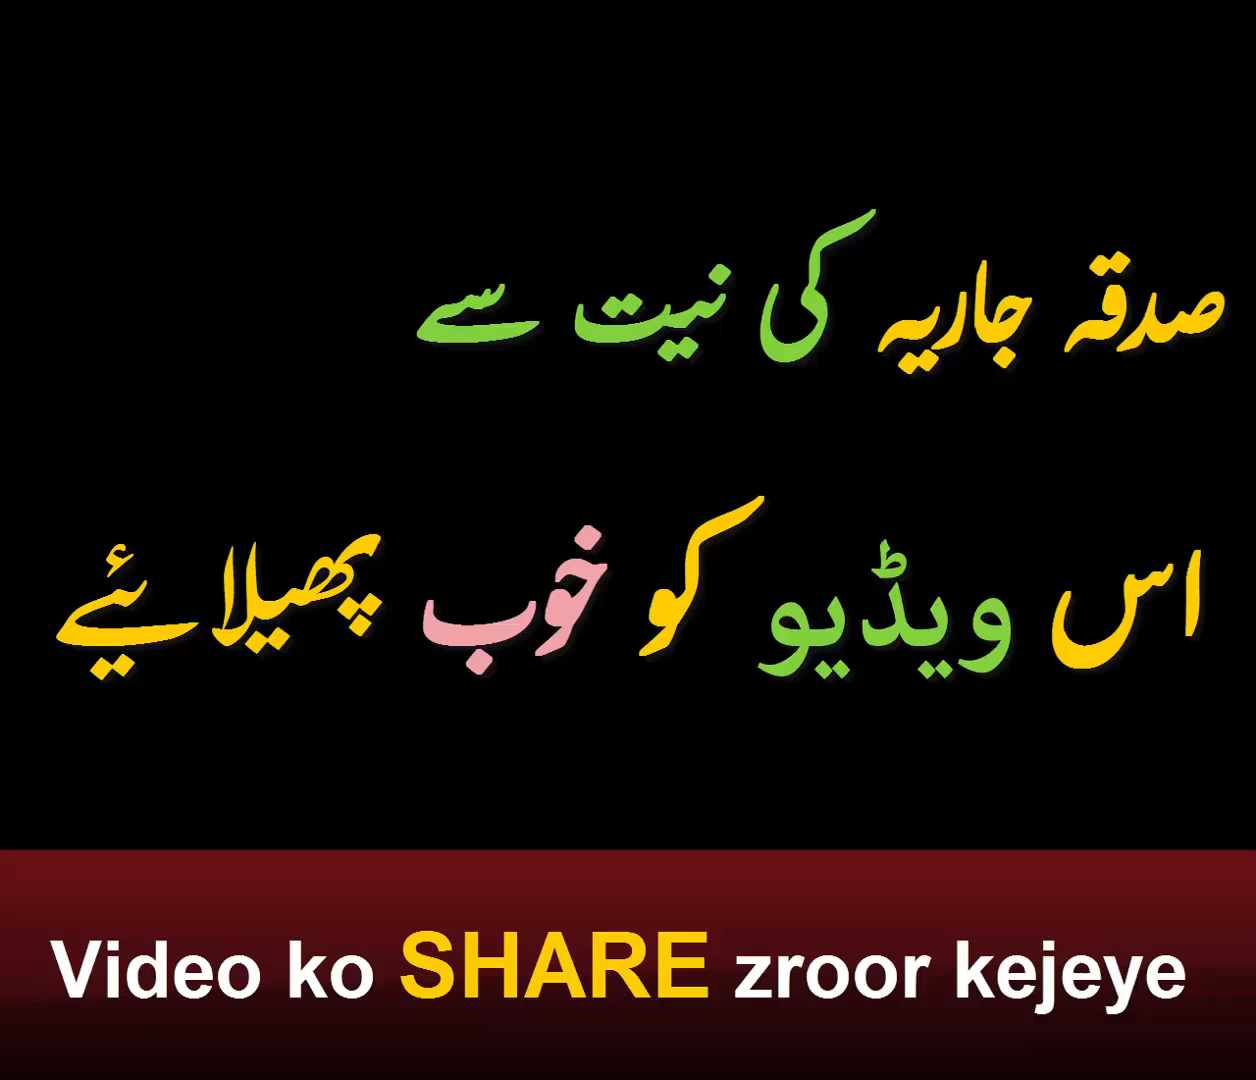 صدقہ جاریہ کی نیت سے
اس ویڈیو کو خوب پھیلائیے
Video ko SHARE zroor kejeye